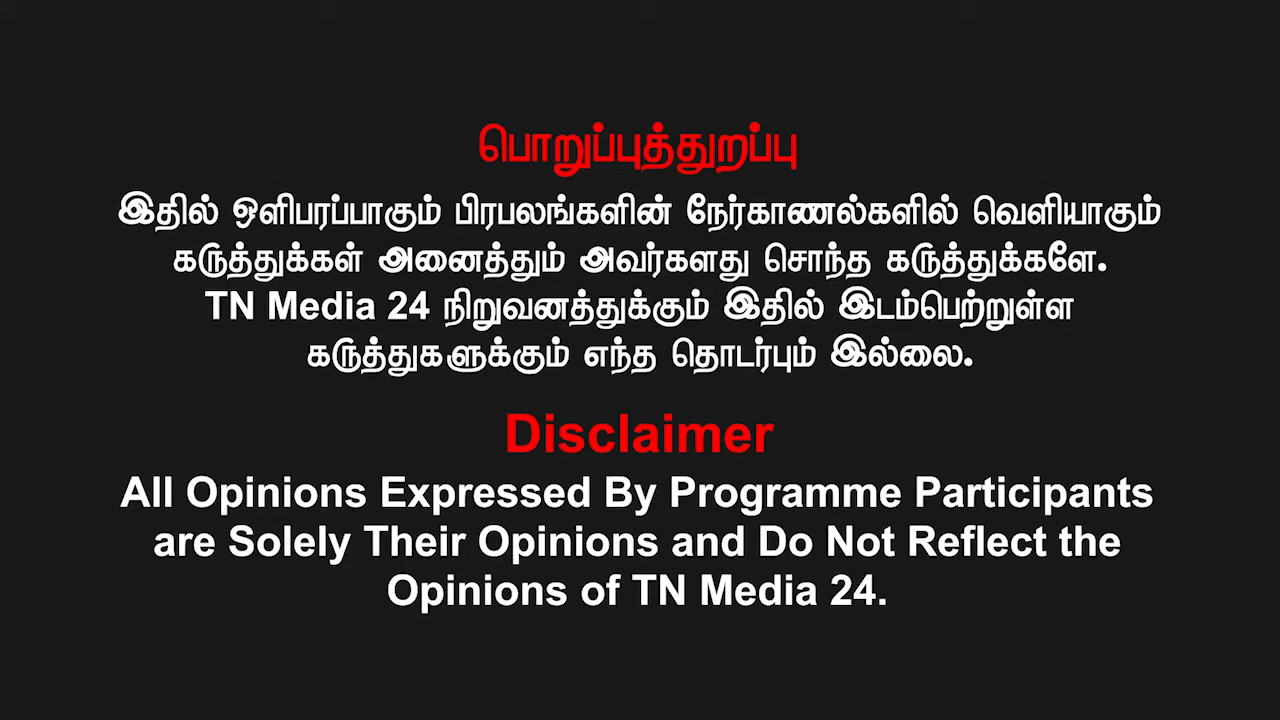 பொறுப்புத்துறப்பு
இதில் ஒளிபரப்பாகும் பிரபலங்களின் நேர்காணல்களில் வெளியாகும்
கருத்துக்கள் அனைத்தும் அவர்களது சொந்த கருத்துக்களே.
TN Media 24 நிறுவனத்துக்கும் இதில் இடம்பெற்றுள்ள
கருத்துகளுக்கும் எந்த தொடர்பும் இல்லை.
Disclaimer
All Opinions Expressed By Programme Participants
are Solely Their Opinions and Do Not Reflect the
Opinions of TN Media 24.